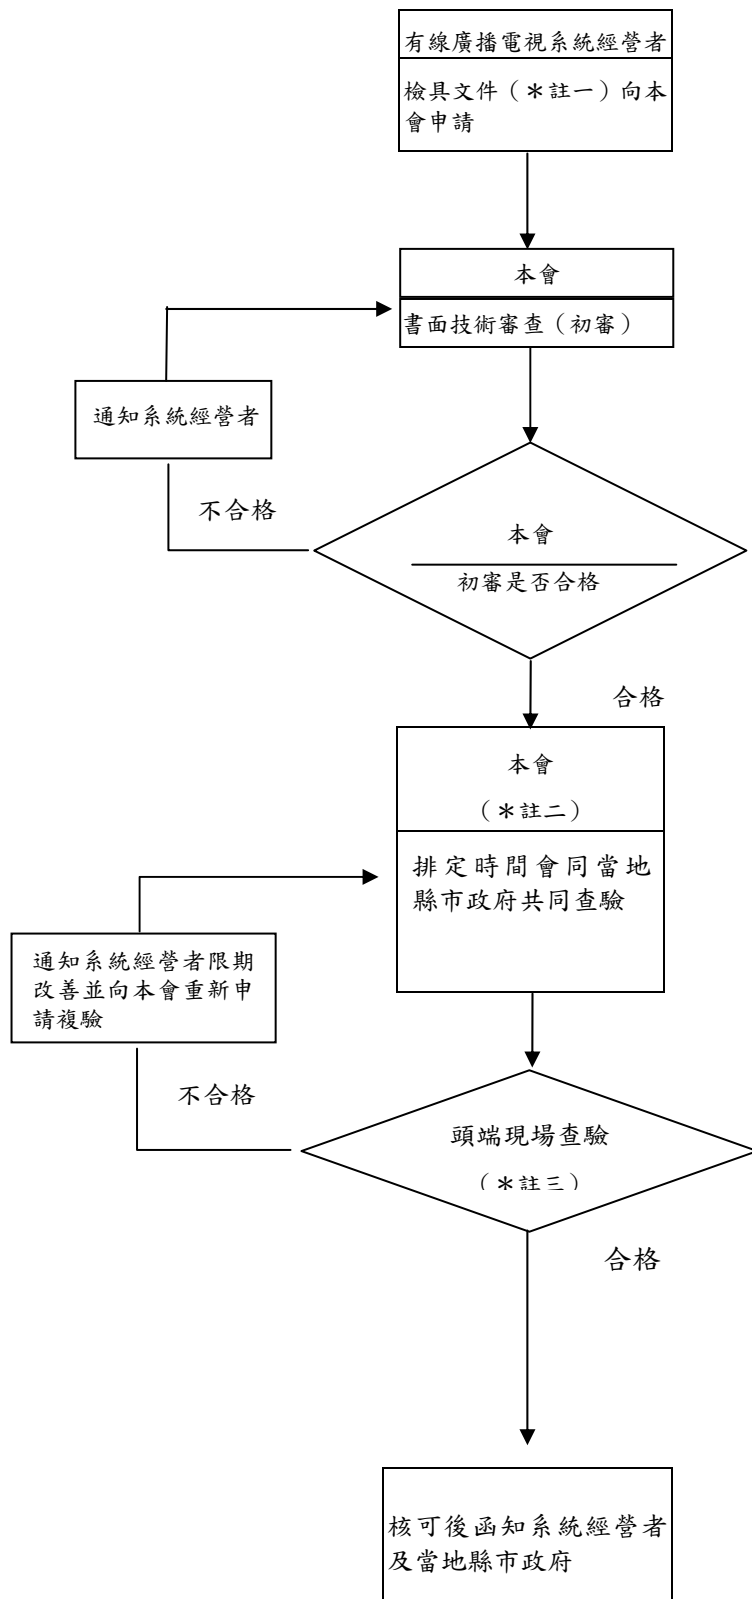 有線廣播電視系統經營者
檢具文件（＊註一）向本
會申請
本會
書面技術審查（初審）
通知系統經營者
不合格
本會
初審是否合格
合格
本會
（＊註二）
排定時間會同當地
縣市政府共同查驗
通知系統經營者限期
改善並向本會重新申
請複驗
不合格
頭端現場查驗
（＊註三）
合格
核可後函知系統經營者
及當地縣市政府